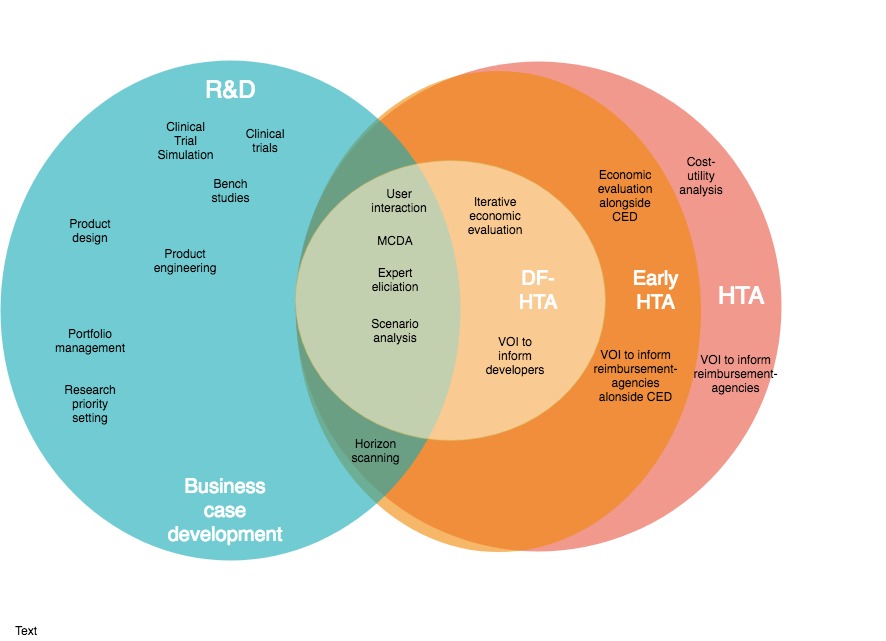 R&D
Clinical
Trial
Simulation
Clinical
trials
Bench
studies
Product
design
Product
engineering
Portfolio
management
Research
priority
setting
Business
case
development
User
interaction
MCDA
Expert
eliciation
Scenario
analysis
Horizon
scanning
Iterative
economic
evaluation
DF-
HTA
VOI to
inform
developers
Economic
evaluation
alongside
CED
Early
HTA
VOI to inform
reimbursement-
agencies
alonside CED
Cost-
utility
analysis
HTA
VOI to inform
reimbursement-
agencies
Text